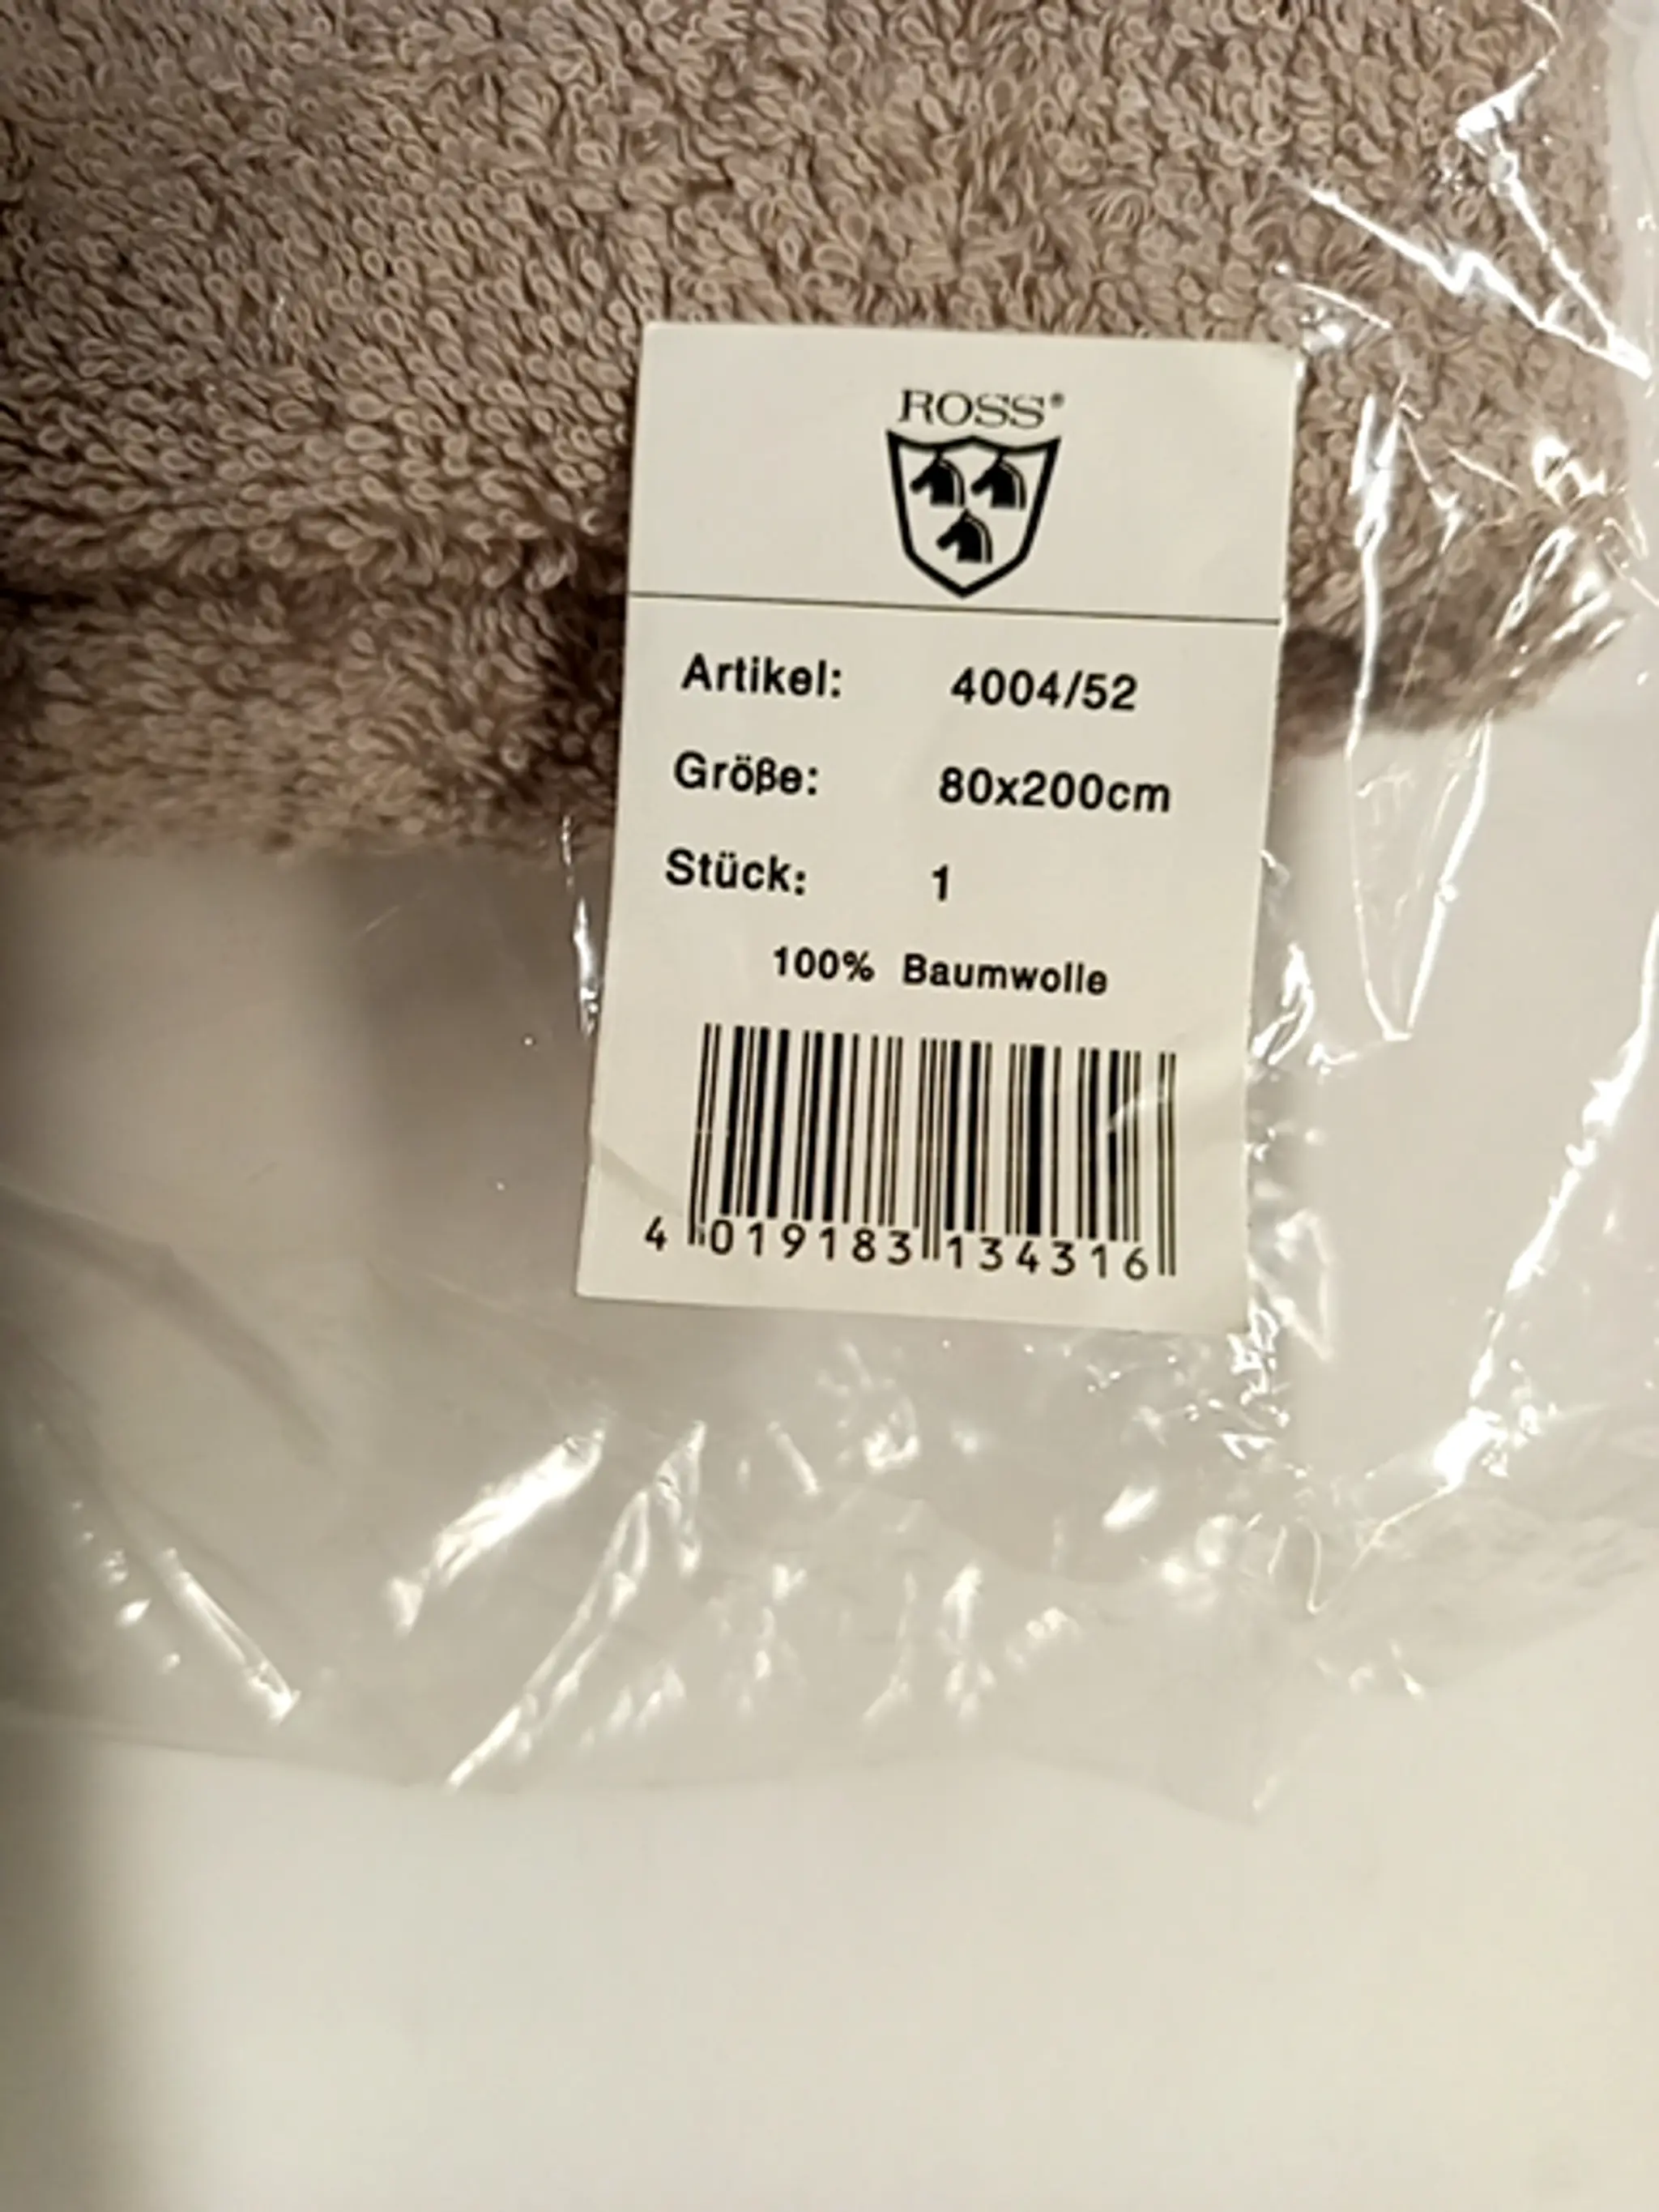 ROSS®
Artikel: 4004/52
Größe: 80x200cm
Stück: 1
100% Baumwolle
4 019183 134316